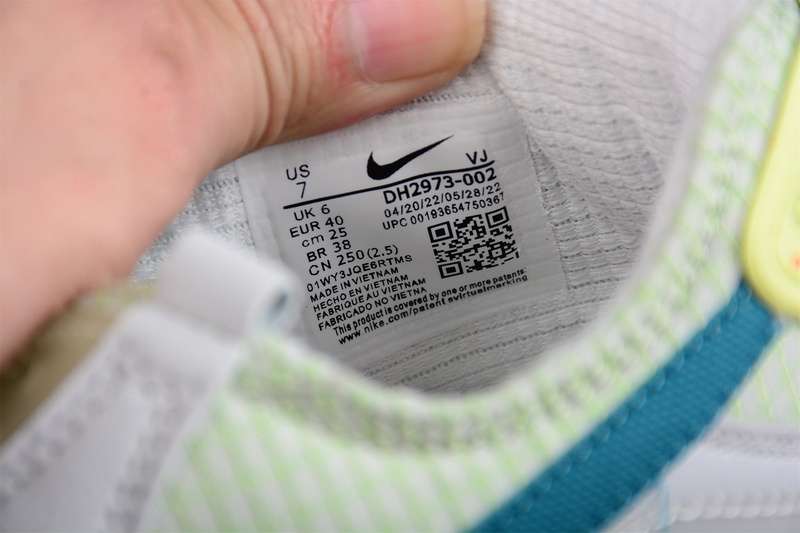 US
7
VJ
UK 6
EUR 40
cm 25
BR 38
CN 250 (2.5)
DH2973-002
04/20/22/05/28/22
UPC 00193654750367
01WY3JQE6RTMS
MADE IN VIETNAM
HECHO EN VIETNAM
FABRIQUE AU VIETNAM
FABRICADO NO VIETNA
This product is covered by one or more patents
www.nike.com/patent svirtualmarking